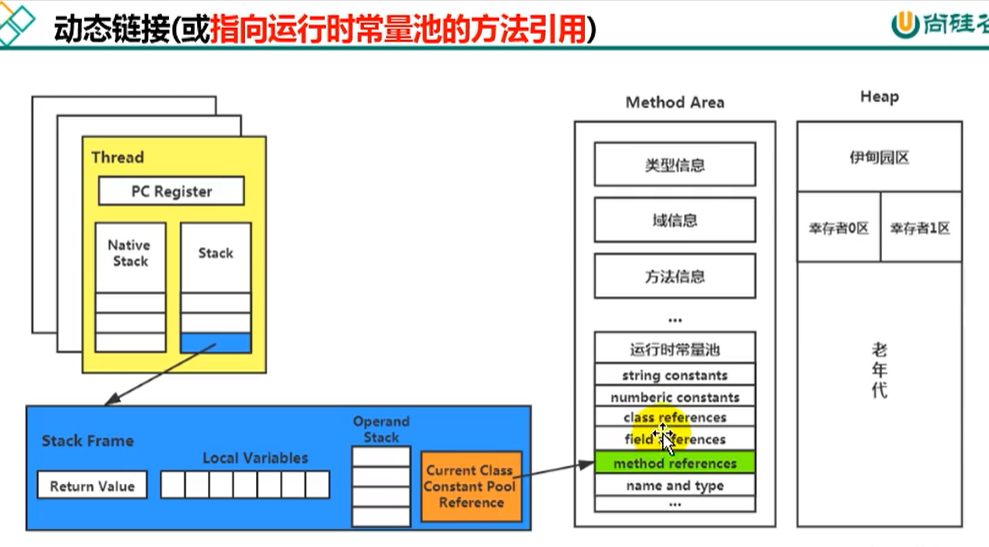 动态链接(或指向运行时常量池的方法引用)
尚硅谷
Thread
PC Register
Native
Stack
Stack
Stack Frame
Return Value
Local Variables
Operand
Stack
Current Class
Constant Pool
Reference
Method Area
类型信息
域信息
方法信息
...
运行时常量池
string constants
numberic constants
class references
field references
method references
name and type
...
Heap
伊甸园区
幸存者0区
幸存者1区
老
年
代